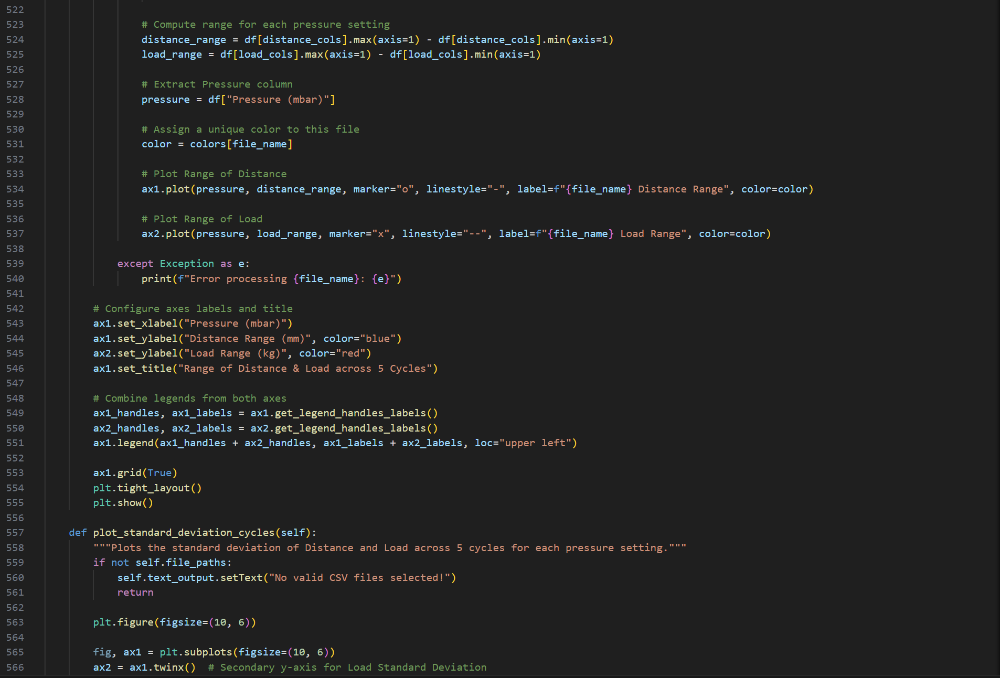 522
523 # Compute range for each pressure setting
524 distance_range = df[distance_cols].max(axis=1) - df[distance_cols].min(axis=1)
525 load_range = df[load_cols].max(axis=1) - df[load_cols].min(axis=1)
526
527 # Extract Pressure column
528 pressure = df["Pressure (mbar)"]
529
530 # Assign a unique color to this file
531 color = colors[file_name]
532
533 # Plot Range of Distance
534 ax1.plot(pressure, distance_range, marker="o", linestyle="-", label=f"{file_name} Distance Range", color=color)
535
536 # Plot Range of Load
537 ax2.plot(pressure, load_range, marker="x", linestyle="--", label=f"{file_name} Load Range", color=color)
538
539 except Exception as e:
540 print(f"Error processing {file_name}: {e}")
541
542 # Configure axes labels and title
543 ax1.set_xlabel("Pressure (mbar)")
544 ax1.set_ylabel("Distance Range (mm)", color="blue")
545 ax2.set_ylabel("Load Range (kg)", color="red")
546 ax1.set_title("Range of Distance & Load across 5 Cycles")
547
548 # Combine legends from both axes
549 ax1_handles, ax1_labels = ax1.get_legend_handles_labels()
550 ax2_handles, ax2_labels = ax2.get_legend_handles_labels()
551 ax1.legend(ax1_handles + ax2_handles, ax1_labels + ax2_labels, loc="upper left")
552
553 ax1.grid(True)
554 plt.tight_layout()
555 plt.show()
556
557 def plot_standard_deviation_cycles(self):
558 """Plots the standard deviation of Distance and Load across 5 cycles for each pressure setting."""
559 if not self.file_paths:
560 self.text_output.setText("No valid CSV files selected!")
561 return
562
563 plt.figure(figsize=(10, 6))
564
565 fig, ax1 = plt.subplots(figsize=(10, 6))
566 ax2 = ax1.twinx()  # Secondary y-axis for Load Standard Deviation